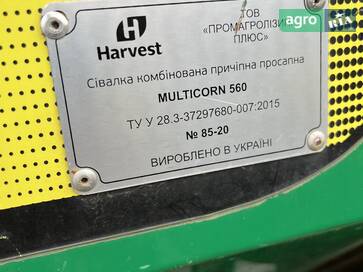 Harvest
ТОВ
"ПРОМАГРОЛІЗИНГ
ПЛЮС"
agro RIA
Сівалка комбінована причіпна просапна
MULTICORN 560
ТУ У 28.3-37297680-007:2015
№ 85-20
ВИРОБЛЕНО В УКРАЇНІ